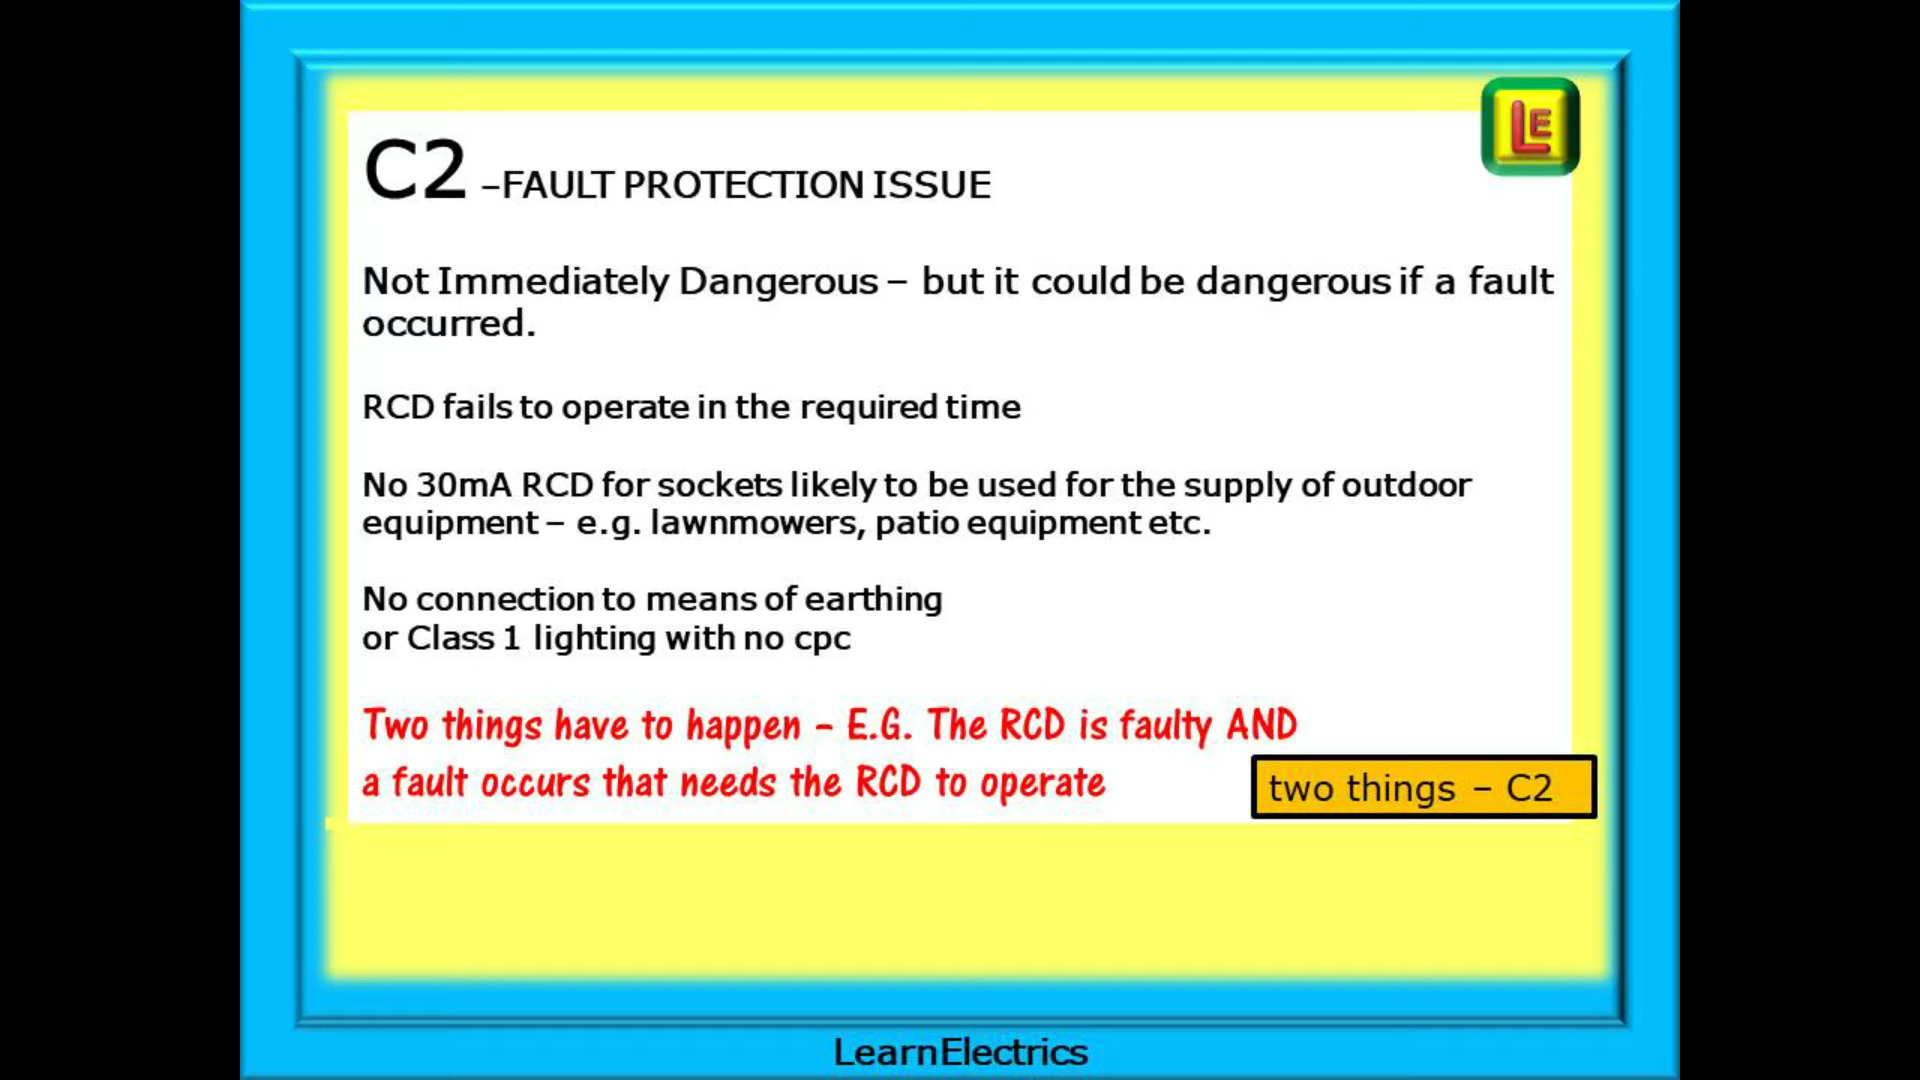 LE
C2 –FAULT PROTECTION ISSUE
Not Immediately Dangerous – but it could be dangerous if a fault
occurred.
RCD fails to operate in the required time
No 30mA RCD for sockets likely to be used for the supply of outdoor
equipment – e.g. lawnmowers, patio equipment etc.
No connection to means of earthing
or Class 1 lighting with no cpc
Two things have to happen – E.G. The RCD is faulty AND
a fault occurs that needs the RCD to operate
two things – C2
LearnElectrics